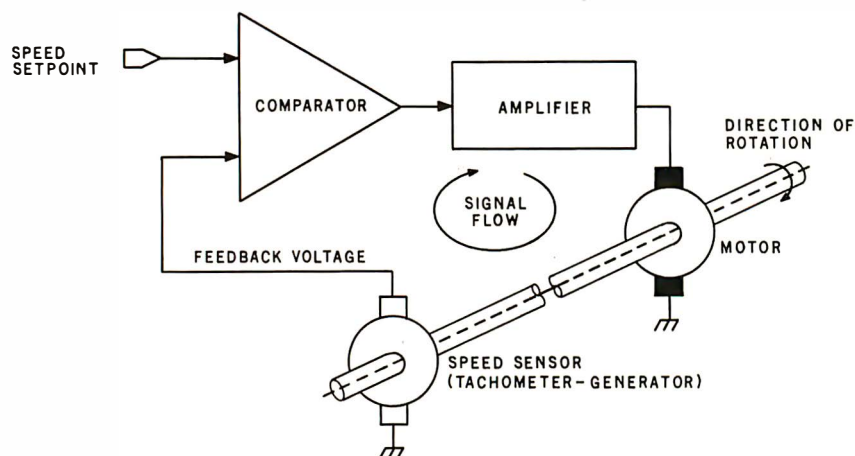 SPEED
SETPOINT
COMPARATOR
AMPLIFIER
DIRECTION OF
ROTATION
SIGNAL
FLOW
FEEDBACK VOLTAGE
MOTOR
SPEED SENSOR
(TACHOMETER-GENERATOR)